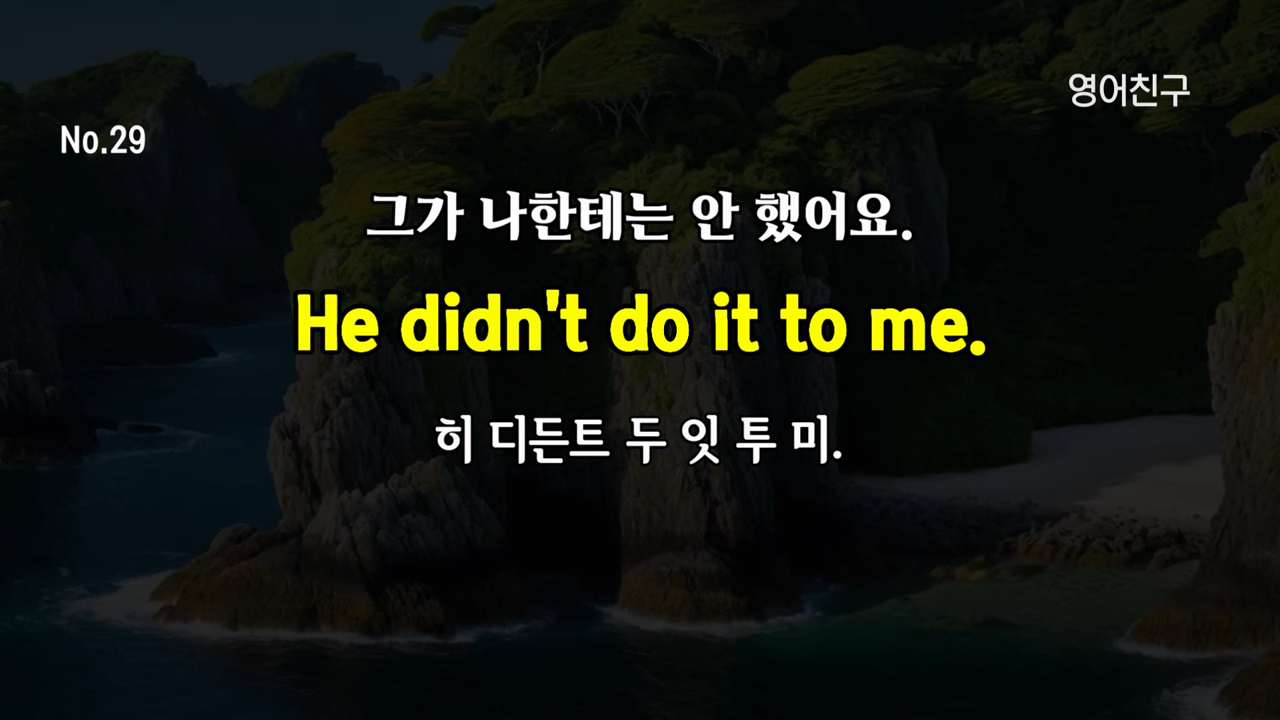 영어친구
No.29
그가 나한테는 안 했어요.
He didn't do it to me.
히 디든트 두 잇 투 미.